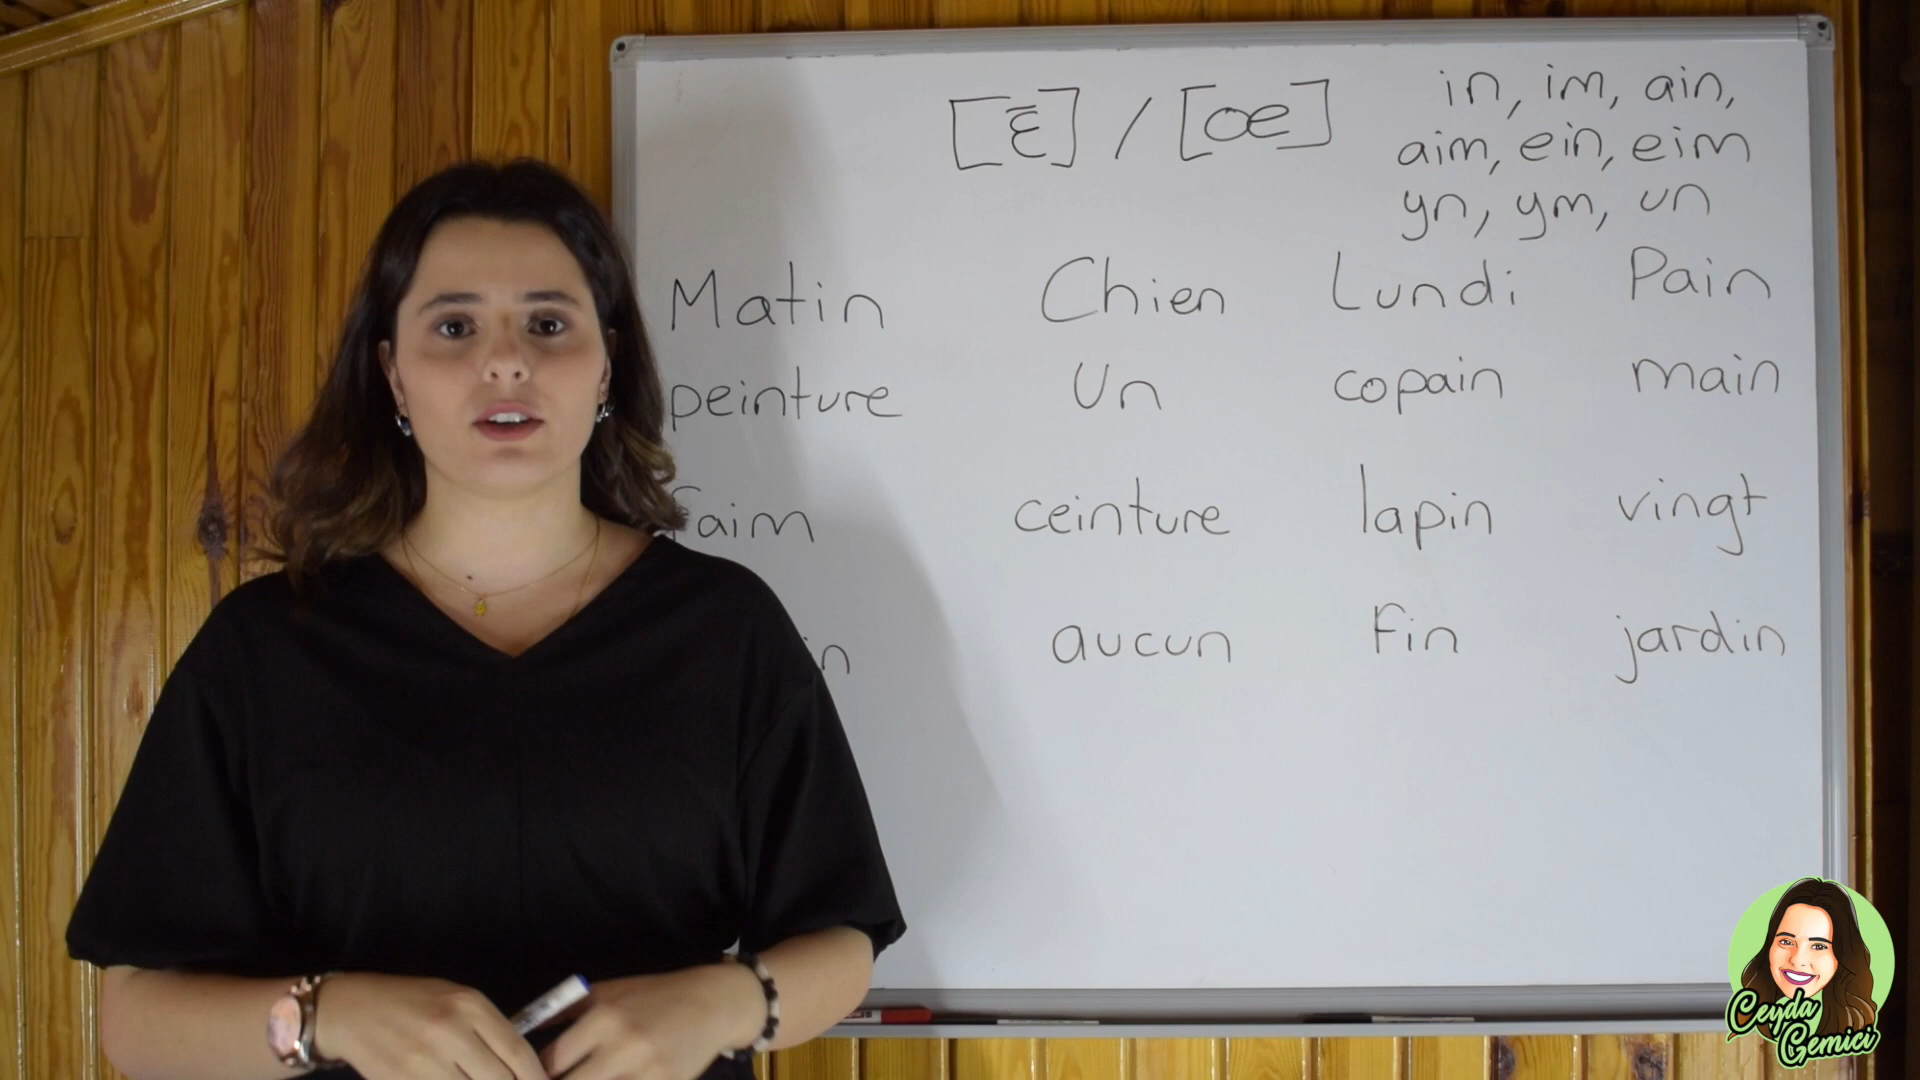 [ɛ̃] / [œ]
in, im, ain,
aim, ein, eim
yn, ym, un
Matin Chien Lundi Pain
peinture Un copain main
faim ceinture lapin vingt
aucun Fin jardin
Ceyda
Gemici